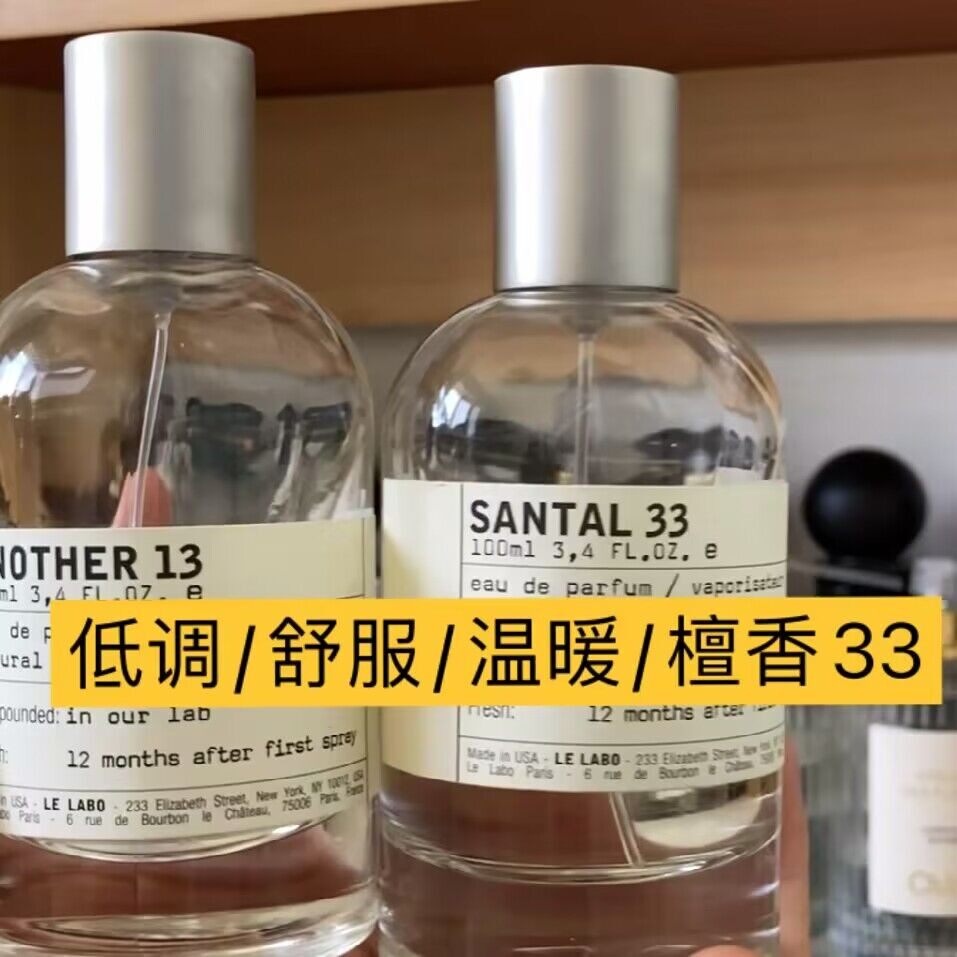 NOTHER 13
ml 3,4 FL.OZ. e
de p
ural
pounded: in our lab
12 months after first spray
in USA - LE LABO - 233 Elizabeth Street, New York, NY 10012, USA
Paris - 6 rue de Bourbon le Château, 75006 Paris, France
SANTAL 33
100ml 3,4 FL.OZ. e
eau de parfum / vaporisateur
低调/舒服/温暖/檀香33
12 months after
Made in USA - LE LABO - 233 Elizabeth Street, New York,
Le Labo Paris - 6 rue de Bourbon le Château,